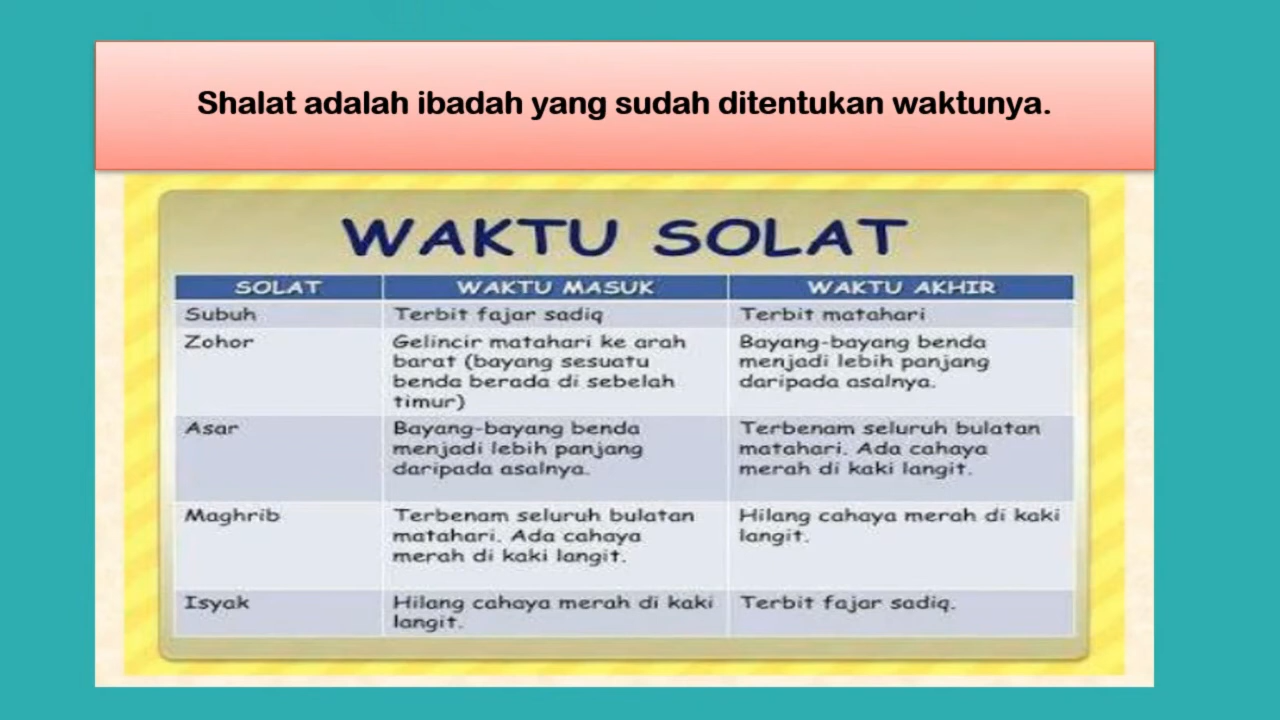 Shalat adalah ibadah yang sudah ditentukan waktunya.
WAKTU SOLAT
SOLAT WAKTU MASUK WAKTU AKHIR
Subuh Terbit fajar sadiq Terbit matahari
Zohor Gelincir matahari ke arah Bayang-bayang benda
barat (bayang sesuatu menjadi lebih panjang
benda berada di sebelah daripada asalnya.
timur)
Asar Bayang-bayang benda Terbenam seluruh bulatan
menjadi lebih panjang matahari. Ada cahaya
daripada asalnya. merah di kaki langit.
Maghrib Terbenam seluruh bulatan Hilang cahaya merah di kaki
matahari. Ada cahaya langit.
merah di kaki langit.
Isyak Hilang cahaya merah di kaki Terbit fajar sadiq.
langit.